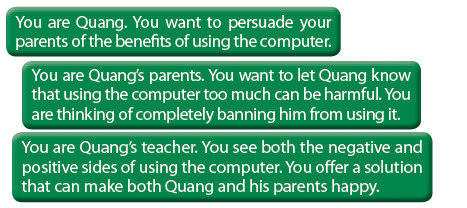 You are Quang. You want to persuade your
parents of the benefits of using the computer.
You are Quang's parents. You want to let Quang know
that using the computer too much can be harmful. You
are thinking of completely banning him from using it.
You are Quang's teacher. You see both the negative and
positive sides of using the computer. You offer a solution
that can make both Quang and his parents happy.